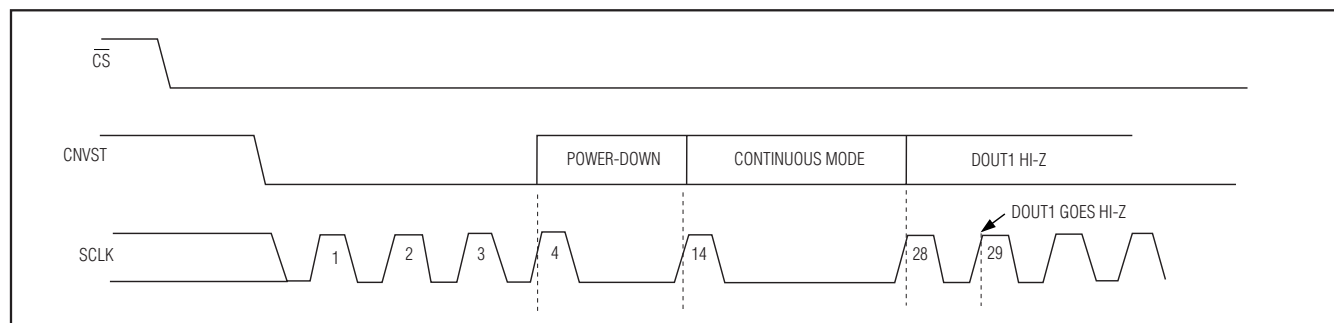 CS
CNVST
POWER-DOWN
CONTINUOUS MODE
DOUT1 HI-Z
DOUT1 GOES HI-Z
SCLK
1
2
3
4
14
28
29